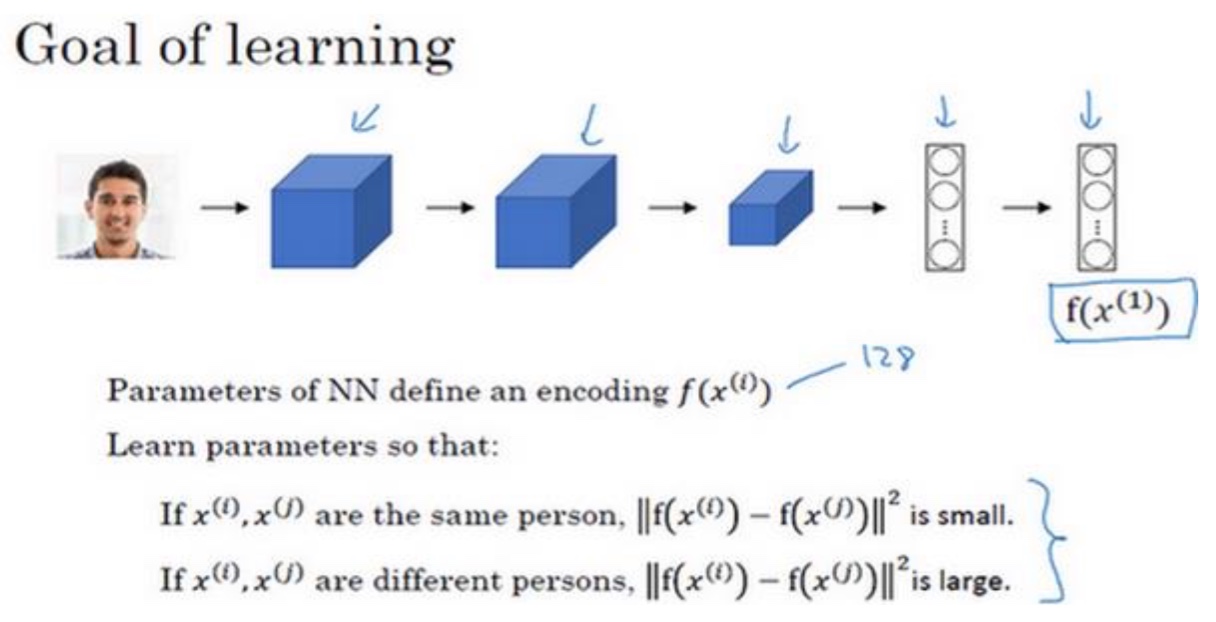 Goal of learning
f(x⁽¹⁾)
128
Parameters of NN define an encoding f(x⁽ⁱ⁾)
Learn parameters so that:
If x⁽ⁱ⁾, x⁽ʲ⁾ are the same person, ‖f(x⁽ⁱ⁾) − f(x⁽ʲ⁾)‖² is small.
If x⁽ⁱ⁾, x⁽ʲ⁾ are different persons, ‖f(x⁽ⁱ⁾) − f(x⁽ʲ⁾)‖² is large.